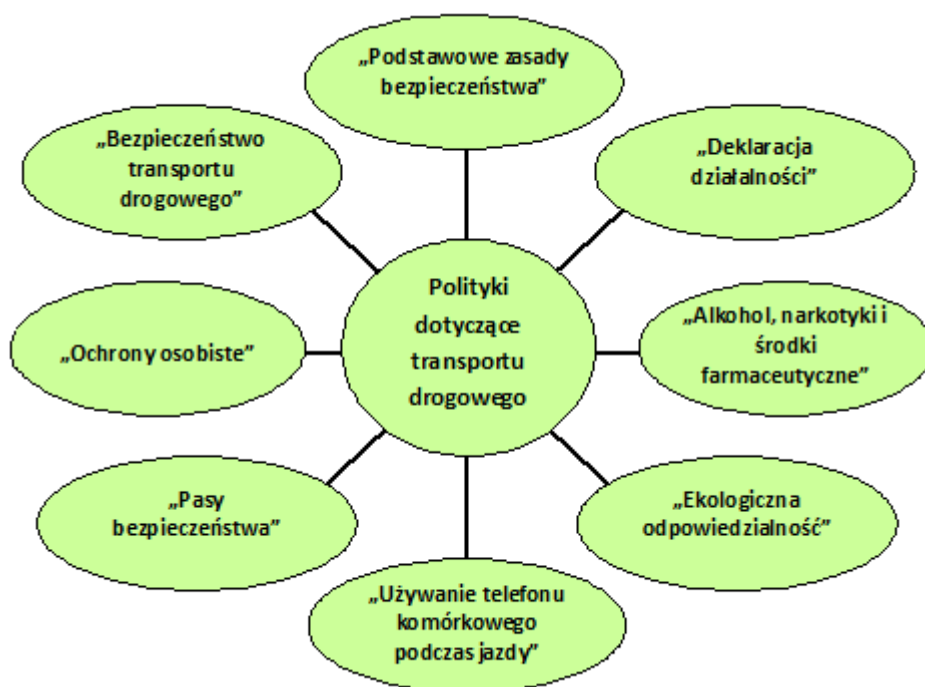 „Podstawowe zasady
bezpieczeństwa”
„Bezpieczeństwo
transportu
drogowego”
„Deklaracja
działalności”
Polityki
dotyczące
transportu
drogowego
„Ochrony osobiste”
„Alkohol, narkotyki i
środki
farmaceutyczne”
„Pasy
bezpieczeństwa”
„Ekologiczna
odpowiedzialność”
„Używanie telefonu
komórkowego
podczas jazdy”